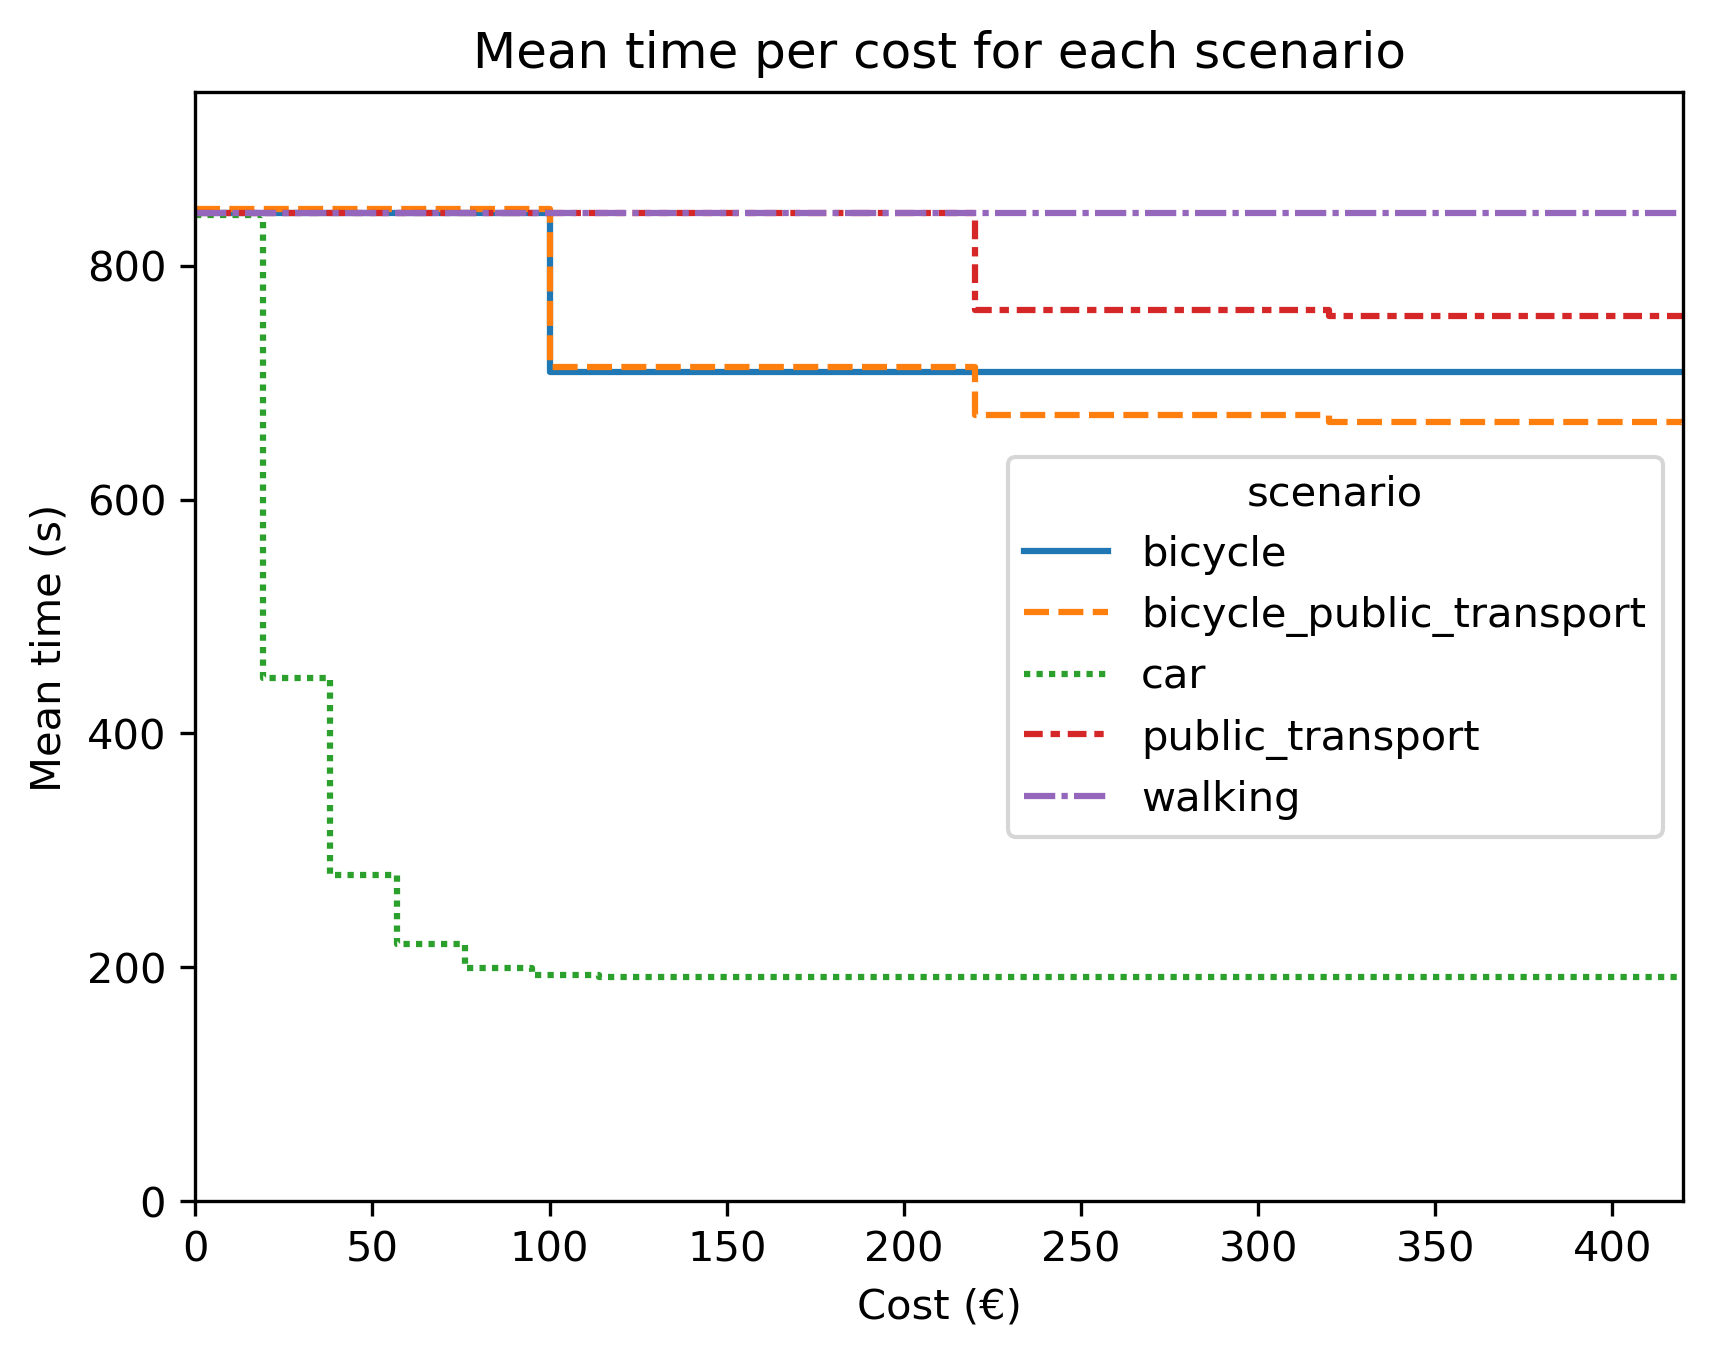 Mean time per cost for each scenario
800
600
400
200
0
Mean time (s)
scenario
bicycle
bicycle_public_transport
car
public_transport
walking
0 50 100 150 200 250 300 350 400
Cost (€)